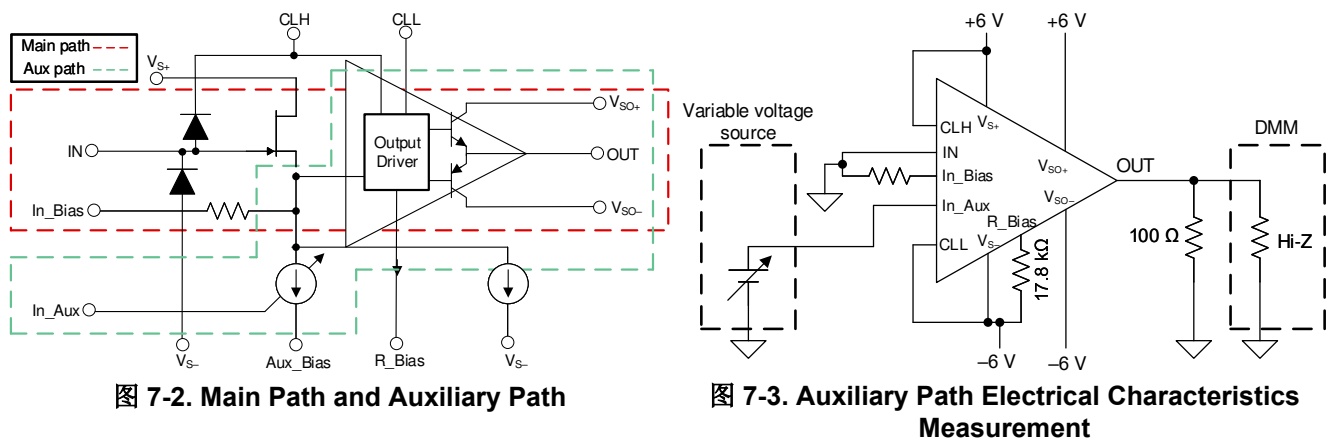 Main path
Aux path
CLH
CLL
VS+
IN
In_Bias
In_Aux
VS–
Aux_Bias
R_Bias
VS–
Output
Driver
VSO+
OUT
VSO–
图 7-2. Main Path and Auxiliary Path
+6 V
+6 V
Variable voltage
source
CLH
VS+
IN
In_Bias
In_Aux
CLL
R_Bias
VS–
VSO+
VSO–
17.8 kΩ
–6 V
–6 V
OUT
100 Ω
DMM
Hi-Z
图 7-3. Auxiliary Path Electrical Characteristics
Measurement